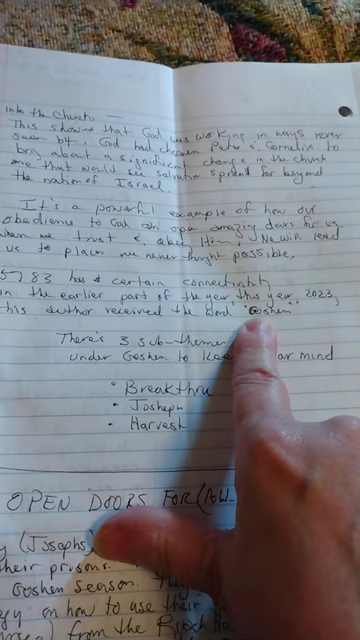 into the church —
This showed that God was working in ways never
seen by. God had chosen Peter & Cornelius to
bring about a significant change in the church
one that would see salvation spread far beyond
the nation of Israel
It's a powerful example of how our
obedience to God can open amazing doors for us
when we trust & obey Him! He will lead
us to places we never thought possible,
5783 has a certain connectivity
on the earlier part of the year, this year, 2023,
this author received the word "Goshen"
There's 3 sub-themes
under Goshen to keep mind
• Breakthru
• Josheph
• Harvest
OPEN DOORS FOR
(Josephs)
their prisons.
Goshen Season. They
on how to use their
from the